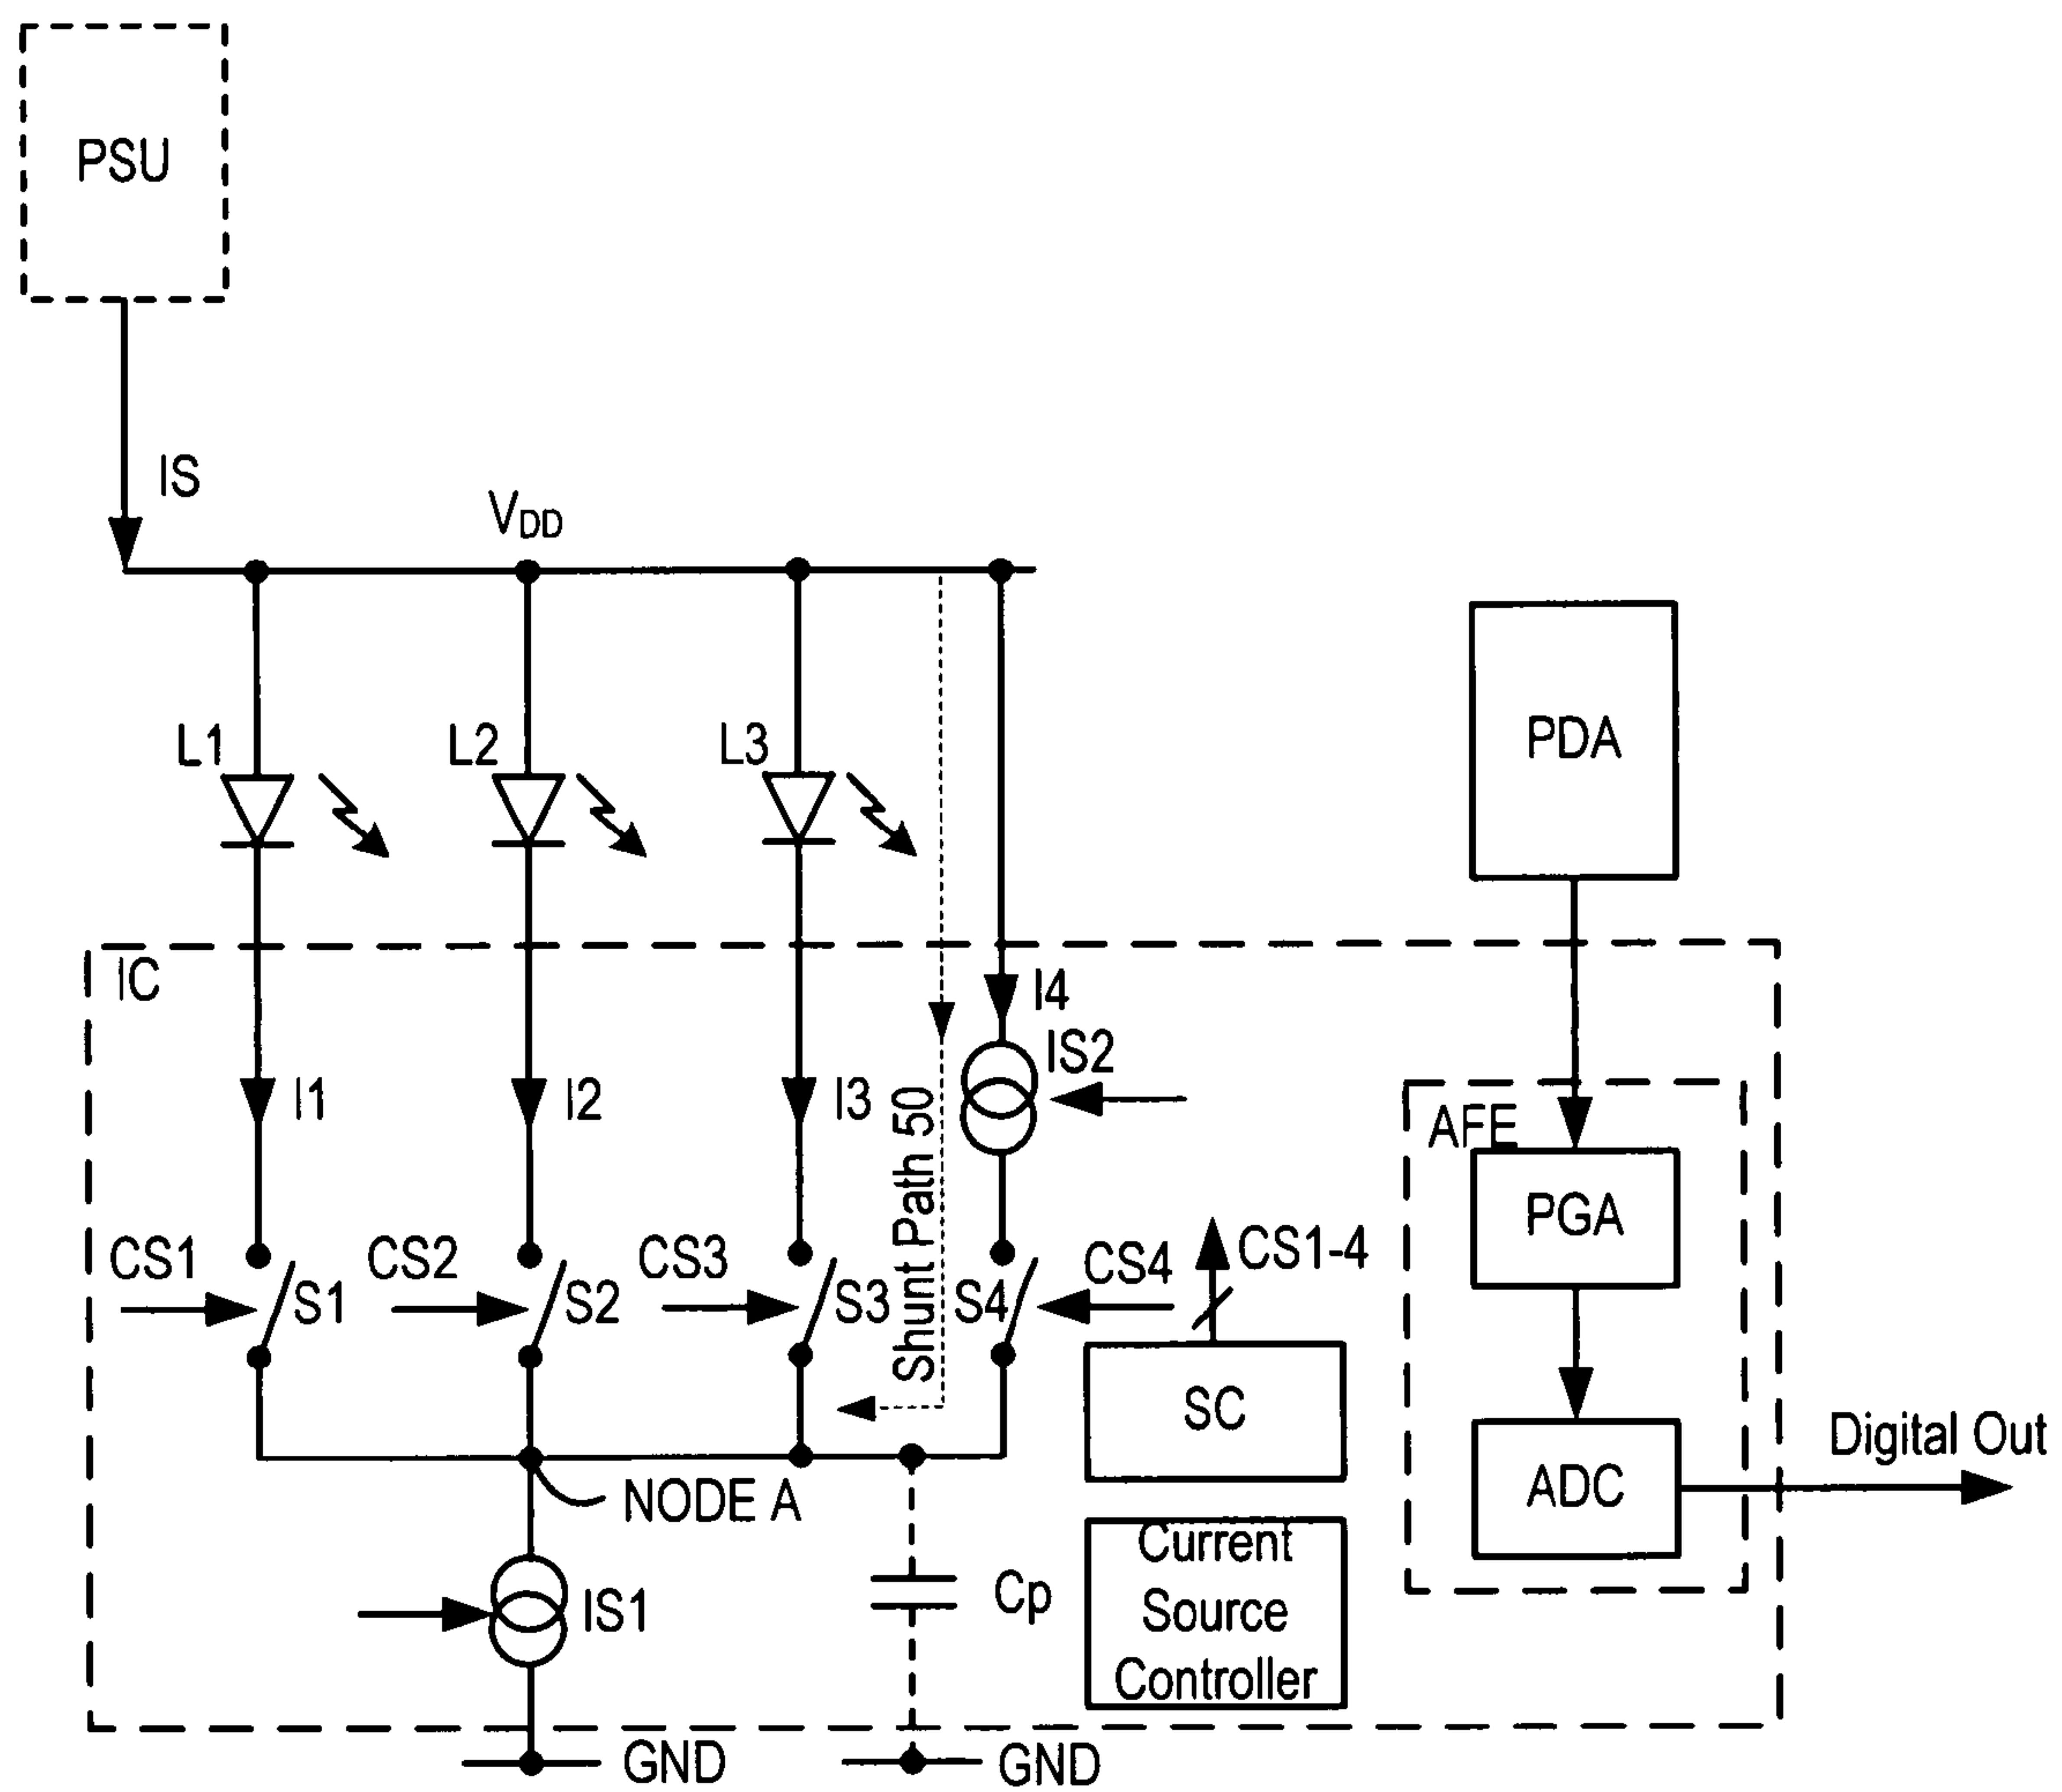 PSU
IS
VDD
L1
L2
L3
PDA
IC
I4
IS2
I1
I2
I3
Shunt Path 50
AFE
PGA
CS1
S1
CS2
S2
CS3
S3
S4
CS4
CS1-4
SC
ADC
Digital Out
NODE A
IS1
Cp
Current
Source
Controller
GND
GND